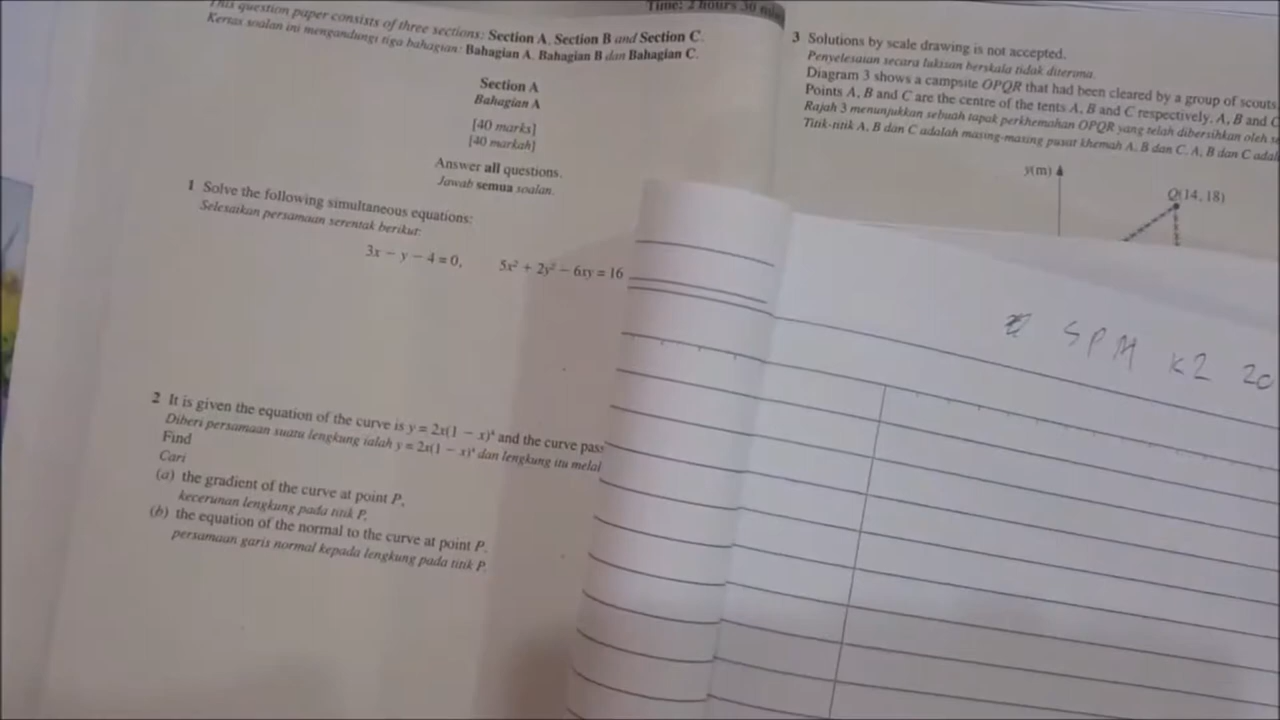 This question paper consists of three sections: Section A, Section B and Section C.
Kertas soalan ini mengandungi tiga bahagian: Bahagian A, Bahagian B dan Bahagian C.
Section A
Bahagian A
[40 marks]
[40 markah]
Answer all questions.
Jawab semua soalan.
1 Solve the following simultaneous equations:
Selesaikan persamaan serentak berikut:
3x − y − 4 = 0, 5x² + 2y² − 6xy = 16
2 It is given the equation of the curve is y = 2x(1 − x)⁴ and the curve pass
Diberi persamaan suatu lengkung ialah y = 2x(1 − x)⁴ dan lengkung itu melal
Find
Cari
(a) the gradient of the curve at point P,
kecerunan lengkung pada titik P,
(b) the equation of the normal to the curve at point P.
persamaan garis normal kepada lengkung pada titik P.
Time: 2 hours 30
3 Solutions by scale drawing is not accepted.
Penyelesaian secara lukisan berskala tidak diterima.
Diagram 3 shows a campsite OPQR that had been cleared by a group of scouts
Points A, B and C are the centre of the tents A, B and C respectively. A, B and C
Rajah 3 menunjukkan sebuah tapak perkhemahan OPQR yang telah dibersihkan oleh
Titik-titik A, B dan C adalah masing-masing pusat khemah A, B dan C. A, B dan C adal
y(m)
Q(14, 18)
SPM K2 20